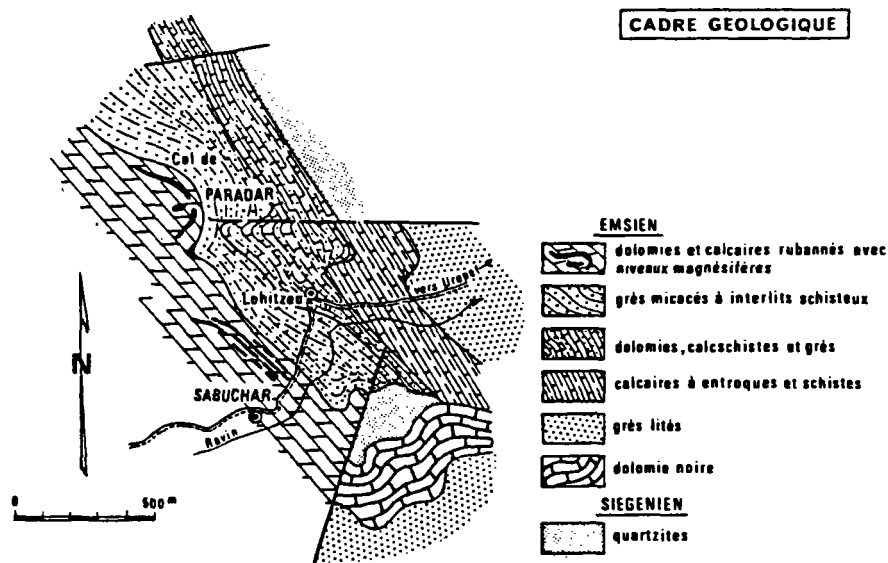 CADRE GEOLOGIQUE
Col de
PARADAR
Lohitzea
vers Urepel
SABUCHAR
Ravin
N
0 500 m
EMSIEN
dolomies et calcaires rubannés avec
niveaux magnésifères
grès micacés à interlits schisteux
dolomies, calcschistes et grès
calcaires à entroques et schistes
grès lités
dolomie noire
SIEGENIEN
quartzites